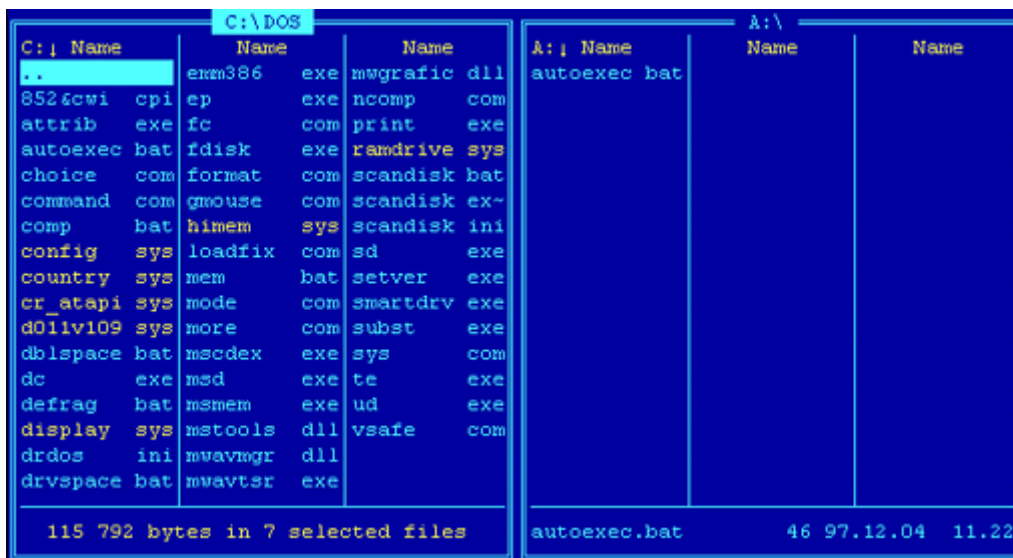 C:\DOS A:\
C:↓ Name Name Name A:↓ Name Name Name
.. emm386 exe mwgrafic dll autoexec bat
852&cwi cpi ep exe ncomp com
attrib exe fc com print exe
autoexec bat fdisk exe ramdrive sys
choice com format com scandisk bat
command com gmouse com scandisk ex~
comp bat himem sys scandisk ini
config sys loadfix com sd exe
country sys mem bat setver exe
cr_atapi sys mode com smartdrv exe
d011v109 sys more com subst exe
dblspace bat mscdex exe sys com
dc exe msd exe te exe
defrag bat msmem exe ud exe
display sys mstools dll vsafe com
drdos ini mwavmgr dll
drvspace bat mwavtsr exe
115 792 bytes in 7 selected files autoexec.bat 46 97.12.04 11.22